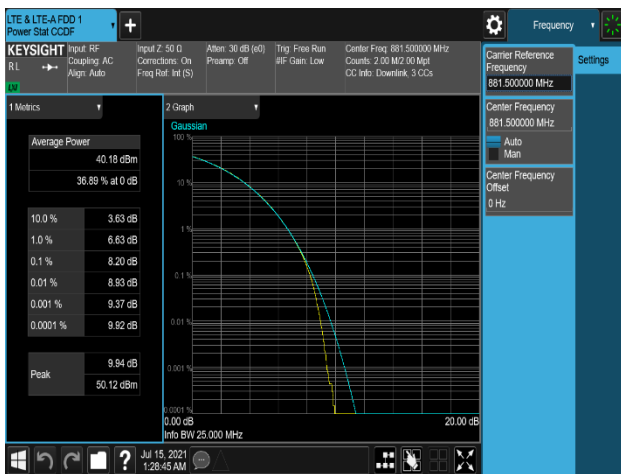 LTE & LTE-A FDD 1
Power Stat CCDF
Frequency
KEYSIGHT
R L
Input: RF
Coupling: AC
Align: Auto
Input Z: 50 Ω
Corrections: On
Freq Ref: Int (S)
Atten: 30 dB (e0)
Preamp: Off
Trig: Free Run
#IF Gain: Low
Center Freq: 881.500000 MHz
Counts: 2.00 M/2.00 Mpt
CC Info: Downlink, 3 CCs
1 Metrics
Average Power
40.18 dBm
36.89 % at 0 dB
10.0 % 3.63 dB
1.0 % 6.63 dB
0.1 % 8.20 dB
0.01 % 8.93 dB
0.001 % 9.37 dB
0.0001 % 9.92 dB
Peak
9.94 dB
50.12 dBm
2 Graph
Gaussian
100 %
10 %
1 %
0.1 %
0.01 %
0.001 %
0.0001 %
0.00 dB 20.00 dB
Info BW 25.000 MHz
Carrier Reference
Frequency
881.500000 MHz
Settings
Center Frequency
881.500000 MHz
Auto
Man
Center Frequency
Offset
0 Hz
?
Jul 15, 2021
1:28:45 AM